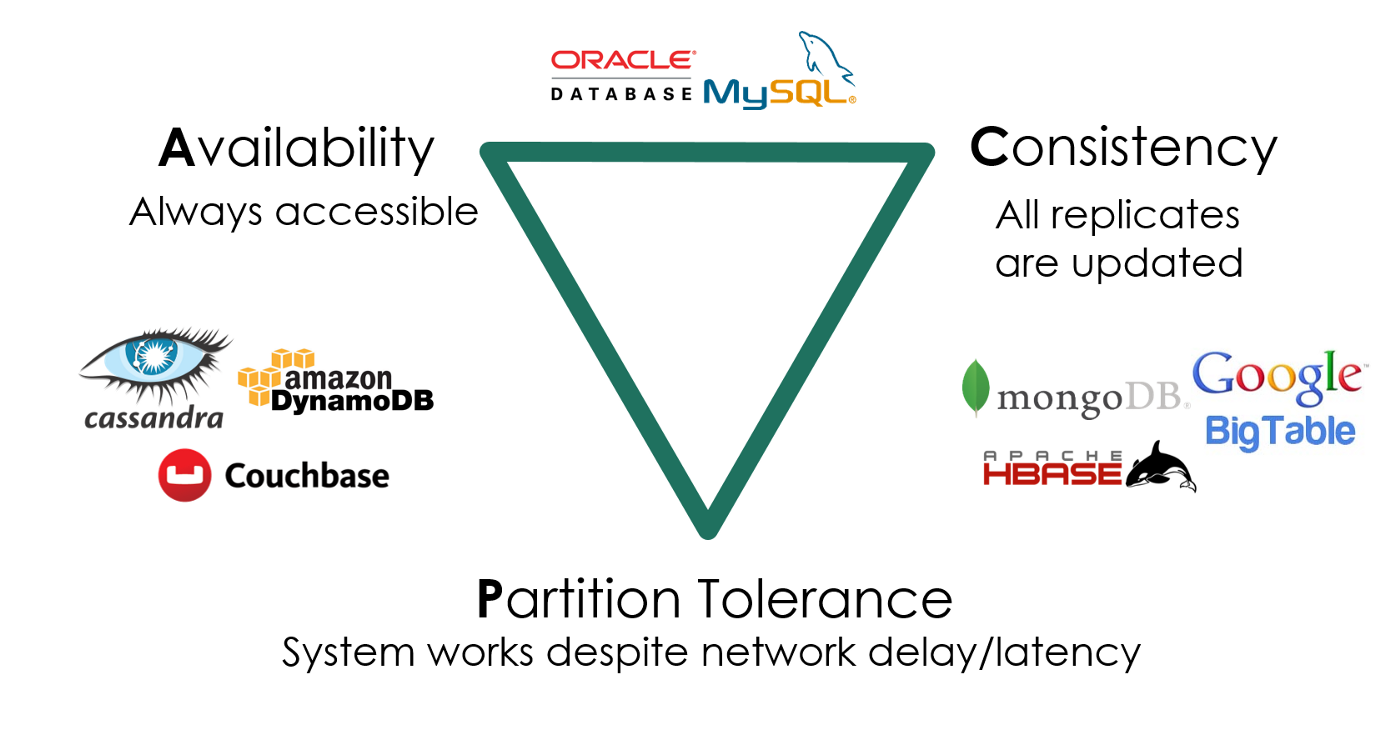 ORACLE®
DATABASE
MySQL®
Availability
Always accessible
Consistency
All replicates
are updated
cassandra
amazon
DynamoDB
Couchbase
mongoDB®
Google™
BigTable
APACHE
HBASE
Partition Tolerance
System works despite network delay/latency